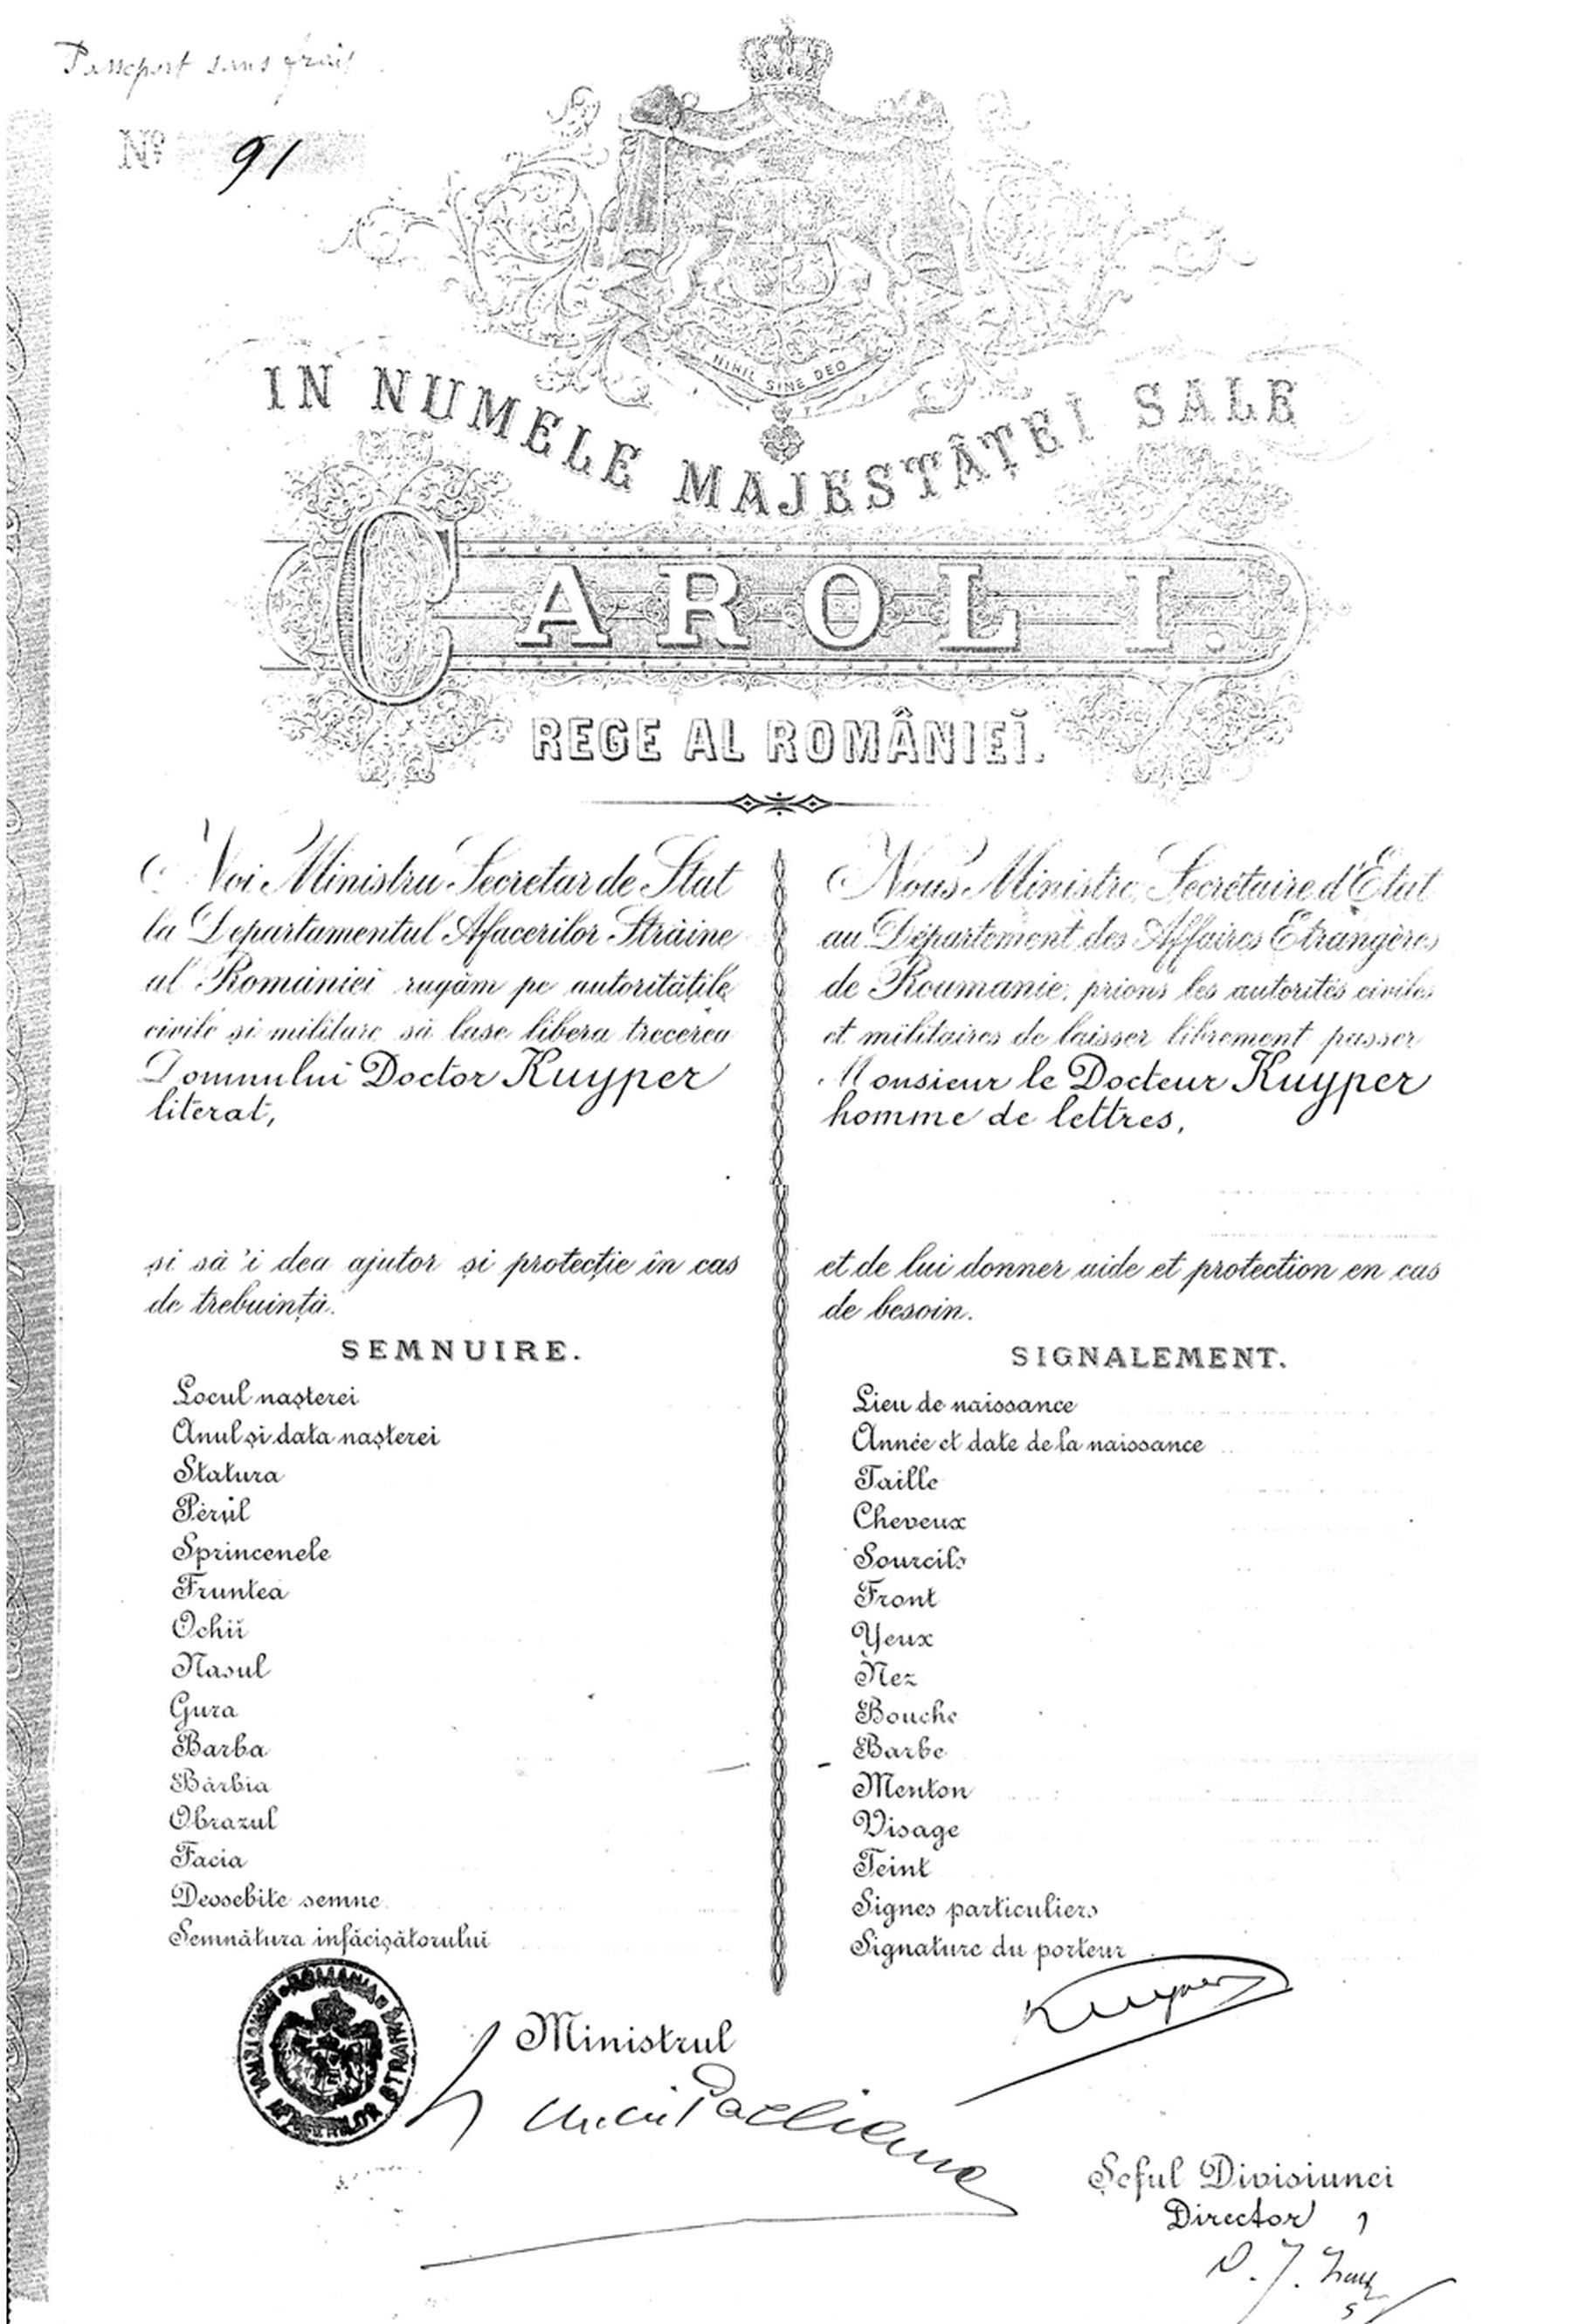 Passeport sans frais
Nº 91
NIHIL SINE DEO
IN NUMELE MAJESTÂȚEĬ SALE
CAROL I.
REGE AL ROMÂNIEĬ.
Noi Ministru Secretar de Stat
la Departamentul Afacerilor Străine
al României rugăm pe autoritățile
civile și militare să lase libera trecerea
Domnului Doctor Kuyper
literat,
și să 'i dea ajutor și protecție în cas
de trebuință.
SEMNUIRE.
Locul nașterei
Anul și data nașterei
Statura
Pěrul
Sprincenele
Fruntea
Ochiĭ
Nasul
Gura
Barba
Bărbia
Obrazul
Facia
Deosebite semne
Semnătura infăcișătorului
Nous Ministre Secrétaire d'Etat
au Département des Affaires Etrangères
de Roumanie, prions les autorités civiles
et militaires de laisser librement passer
Monsieur le Docteur Kuyper
homme de lettres,
et de lui donner aide et protection en cas
de besoin.
SIGNALEMENT.
Lieu de naissance
Année et date de la naissance
Taille
Cheveux
Sourcils
Front
Yeux
Nez
Bouche
Barbe
Menton
Visage
Teint
Signes particuliers
Signature du porteur
Kuyper
ROMANIA
Ministrul
Șeful Divisiunei
Director